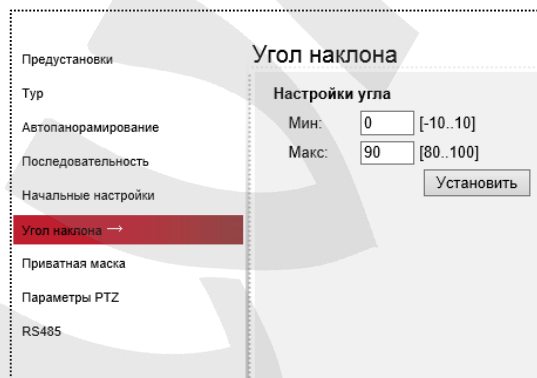 Предустановки
Тур
Автопанорамирование
Последовательность
Начальные настройки
Угол наклона →
Приватная маска
Параметры PTZ
RS485
Угол наклона
Настройки угла
Мин: 0 [-10..10]
Макс: 90 [80..100]
Установить